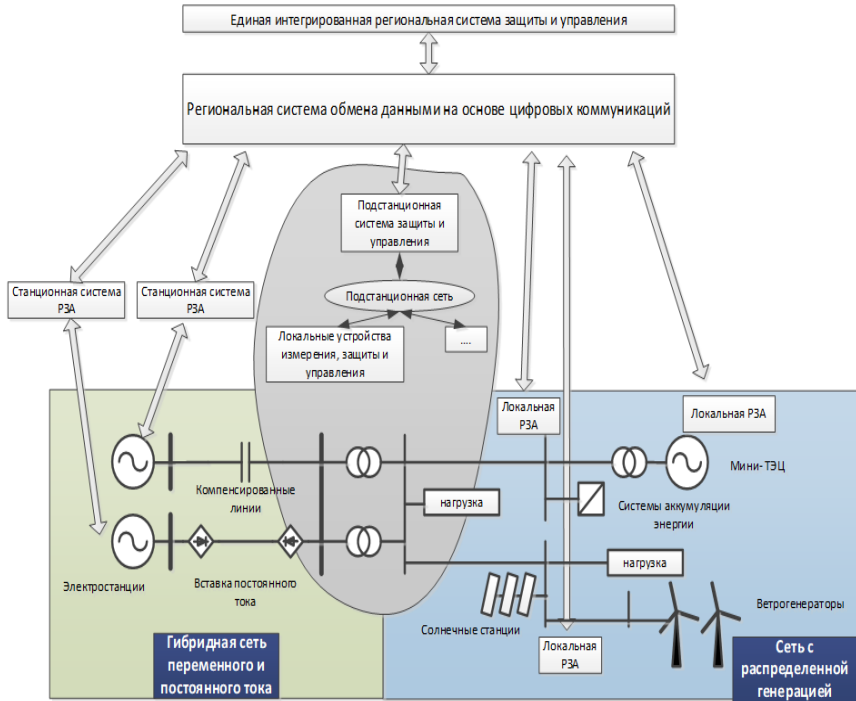 Единая интегрированная региональная система защиты и управления
Региональная система обмена данными на основе цифровых коммуникаций
Подстанционная
система защиты и
управления
Станционная система
РЗА
Станционная система
РЗА
Подстанционная сеть
Локальные устройства
измерения, защиты и
управления
....
Локальная
РЗА
Локальная РЗА
Компенсированные
линии
нагрузка
Мини- ТЭЦ
Системы аккумуляции
энергии
Электростанции
Вставка постоянного
тока
нагрузка
Солнечные станции
Ветрогенераторы
Локальная
РЗА
Гибридная сеть
переменного и
постоянного тока
Сеть с
распределенной
генерацией